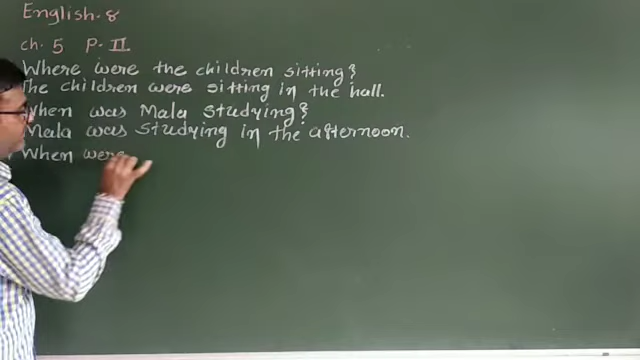 English-8
ch. 5 P-II
Where were the children sitting?
The children were sitting in the hall.
When was Mala studying?
Mala was studying in the afternoon.
When were